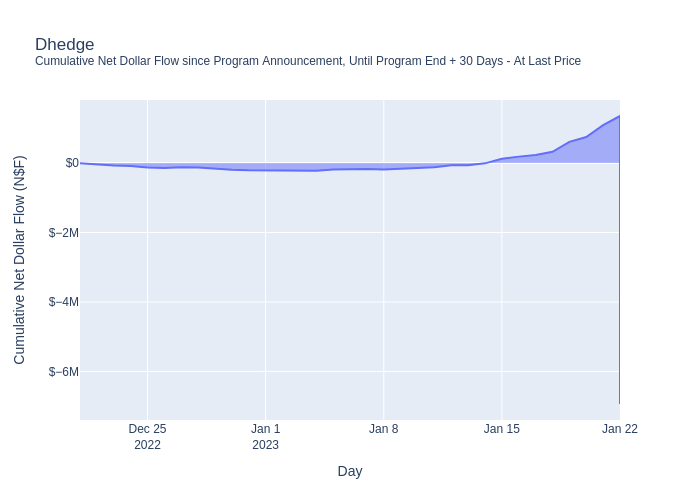 Dhedge
Cumulative Net Dollar Flow since Program Announcement, Until Program End + 30 Days - At Last Price
Cumulative Net Dollar Flow (N$F)
$0
$−2M
$−4M
$−6M
Dec 25
2022
Jan 1
2023
Jan 8
Jan 15
Jan 22
Day